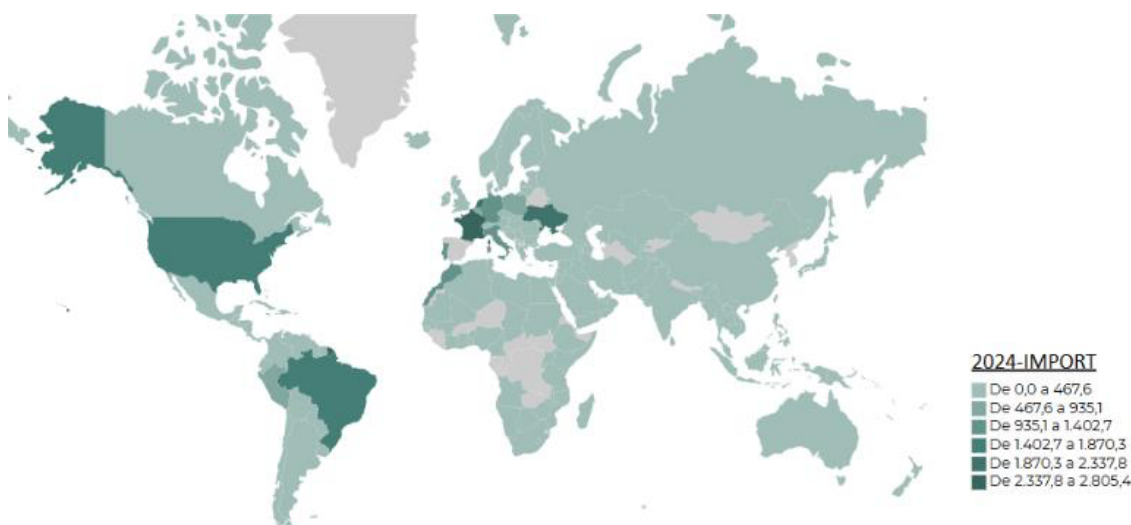 2024-IMPORT
De 0,0 a 467,6
De 467,6 a 935,1
De 935,1 a 1.402,7
De 1.402,7 a 1.870,3
De 1.870,3 a 2.337,8
De 2.337,8 a 2.805,4